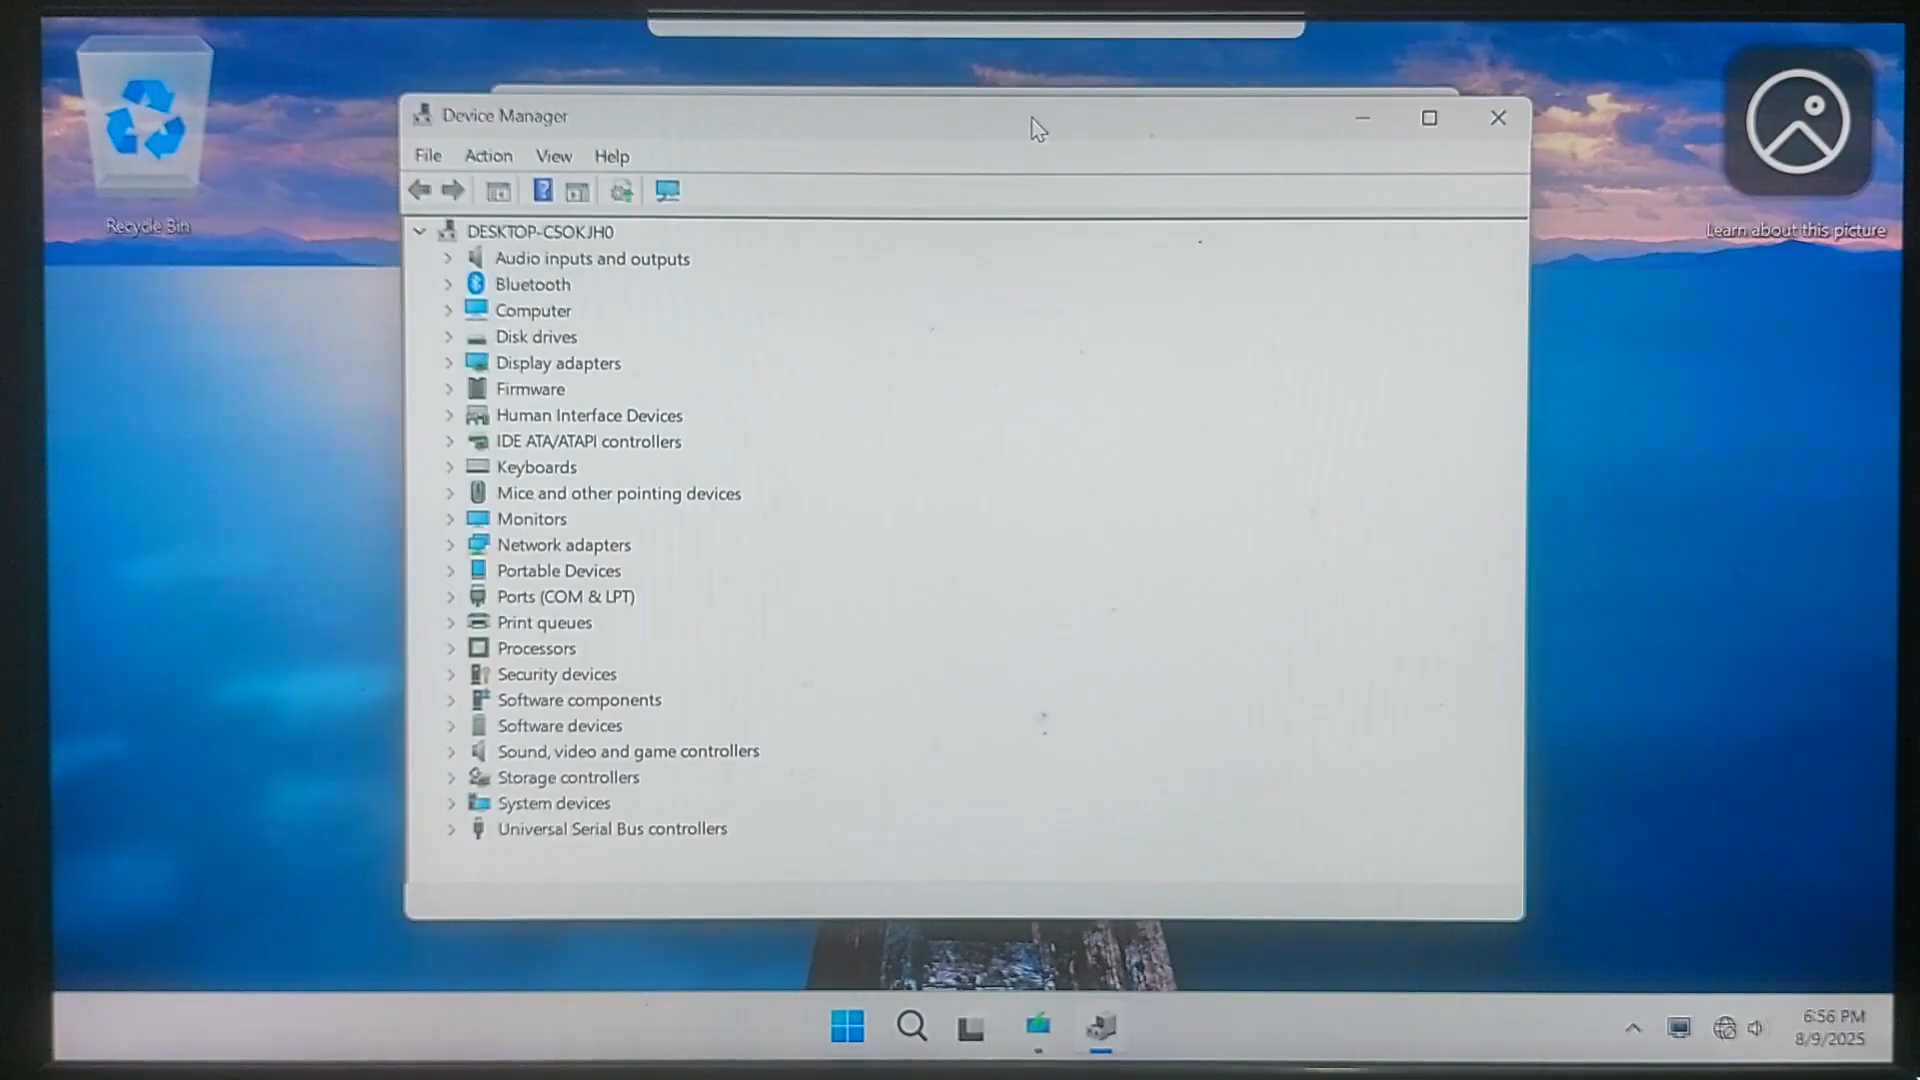 Recycle Bin
Learn about this picture
Device Manager
File Action View Help
DESKTOP-C5OKJH0
Audio inputs and outputs
Bluetooth
Computer
Disk drives
Display adapters
Firmware
Human Interface Devices
IDE ATA/ATAPI controllers
Keyboards
Mice and other pointing devices
Monitors
Network adapters
Portable Devices
Ports (COM & LPT)
Print queues
Processors
Security devices
Software components
Software devices
Sound, video and game controllers
Storage controllers
System devices
Universal Serial Bus controllers
6:56 PM
8/9/2025